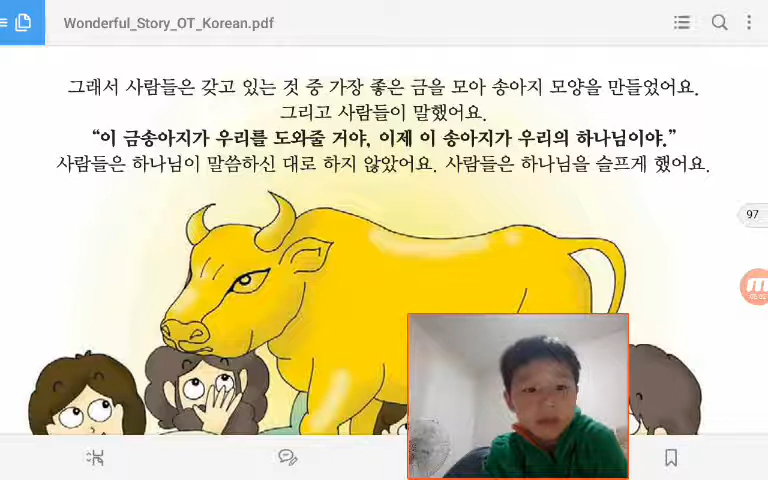 Wonderful_Story_OT_Korean.pdf
그래서 사람들은 갖고 있는 것 중 가장 좋은 금을 모아 송아지 모양을 만들었어요.
그리고 사람들이 말했어요.
“이 금송아지가 우리를 도와줄 거야, 이제 이 송아지가 우리의 하나님이야.”
사람들은 하나님이 말씀하신 대로 하지 않았어요. 사람들은 하나님을 슬프게 했어요.
97